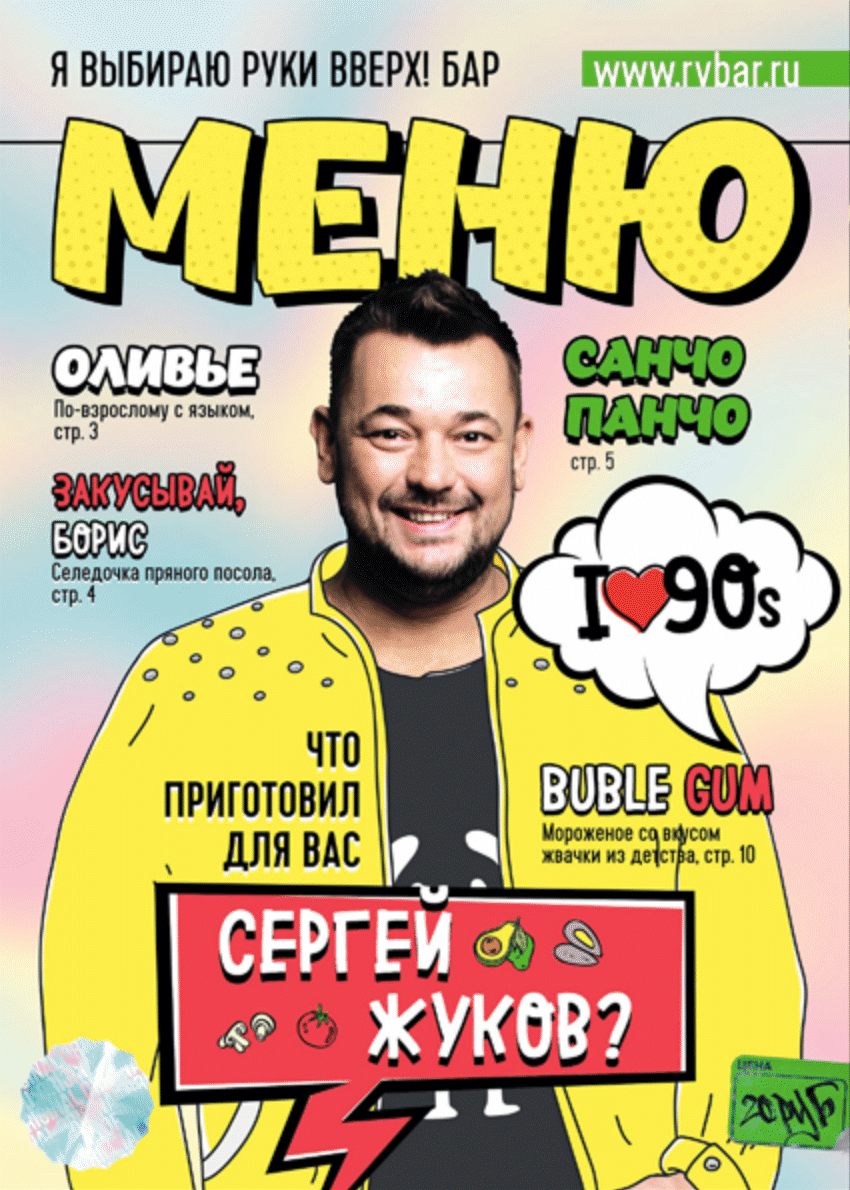 Я ВЫБИРАЮ РУКИ ВВЕРХ! БАР
www.rvbar.ru
МЕНЮ
ОЛИВЬЕ
По-взрослому с языком,
стр. 3
ЗАКУСЫВАЙ,
БОРИС
Селедочка пряного посола,
стр. 4
САНЧО
ПАНЧО
стр. 5
I ❤ 90s
ЧТО
ПРИГОТОВИЛ
ДЛЯ ВАС
BUBLE GUM
Мороженое со вкусом
жвачки из детства, стр. 10
СЕРГЕЙ
ЖУКОВ?
ЦЕНА
20 РУБ